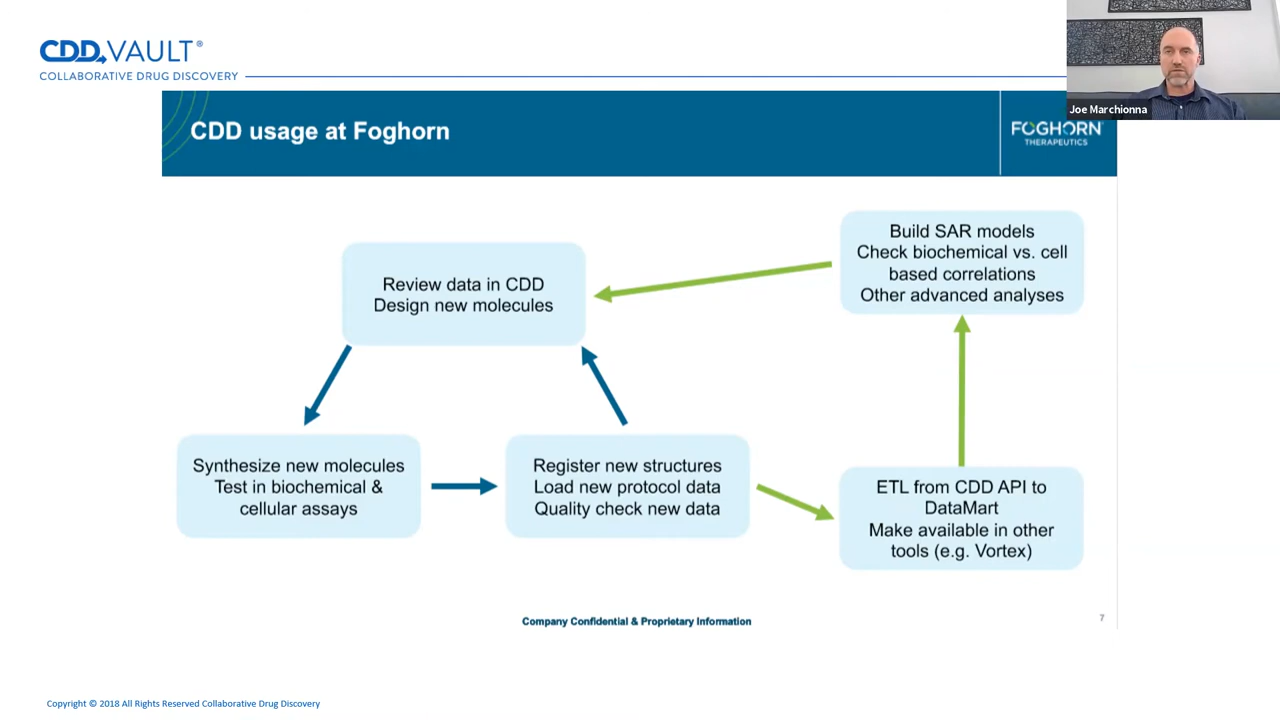 CDD VAULT®
COLLABORATIVE DRUG DISCOVERY
Joe Marchionna
CDD usage at Foghorn
FOGHORN
THERAPEUTICS
Review data in CDD
Design new molecules
Build SAR models
Check biochemical vs. cell
based correlations
Other advanced analyses
Synthesize new molecules
Test in biochemical &
cellular assays
Register new structures
Load new protocol data
Quality check new data
ETL from CDD API to
DataMart
Make available in other
tools (e.g. Vortex)
Company Confidential & Proprietary Information
7
Copyright © 2018 All Rights Reserved Collaborative Drug Discovery